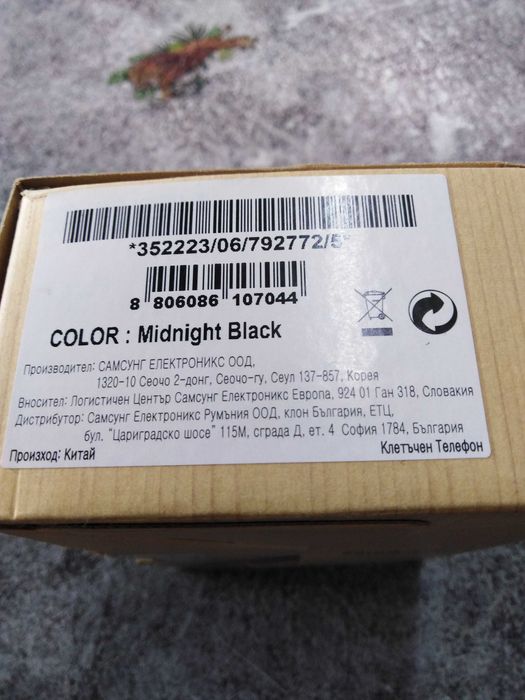 *352223/06/792772/5*
8 806086 107044
COLOR : Midnight Black
Производител: САМСУНГ ЕЛЕКТРОНИКС ООД,
1320-10 Сеочо 2-донг, Сеочо-гу, Сеул 137-857, Корея
Вносител: Логистичен Център Самсунг Електроникс Европа, 924 01 Гaн 318, Словакия
Дистрибутор: Самсунг Електроникс Румъния ООД, клон България, ЕТЦ,
бул. "Цариградско шосе" 115М, сграда Д, ет. 4 София 1784, България
Произход: Китай
Клетъчен Телефон